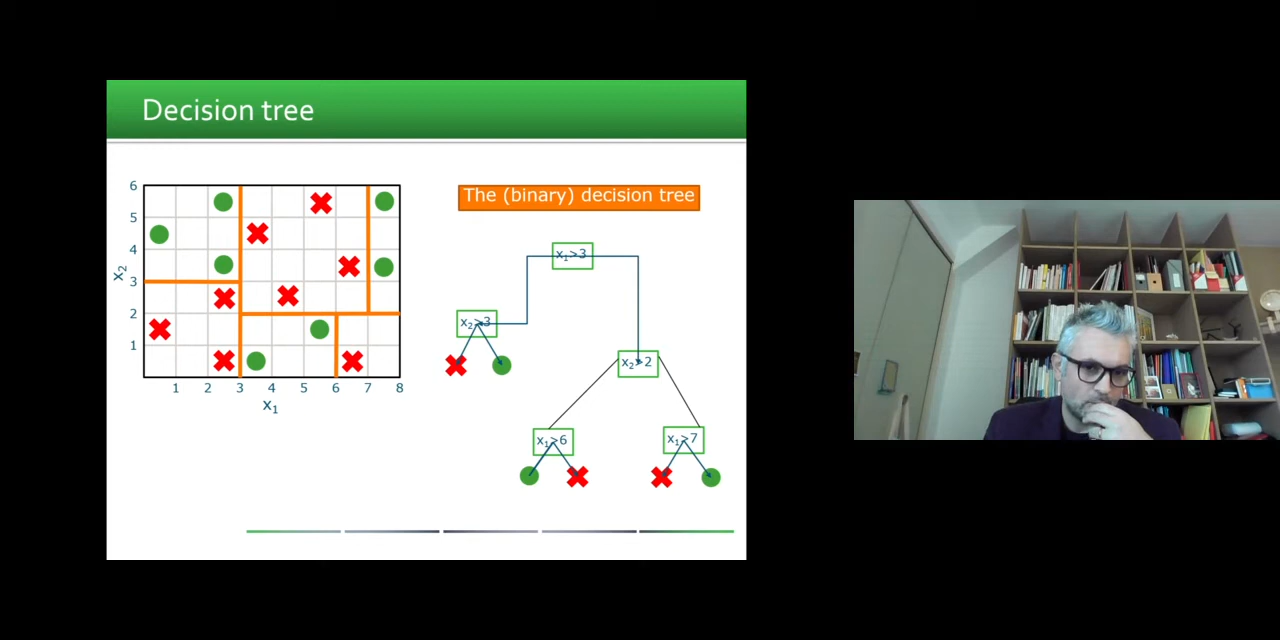 Decision tree
The (binary) decision tree
6
5
4
3
2
1
x₂
1 2 3 4 5 6 7 8
x₁
x₁>3
x₂>3
x₂>2
x₁>6
x₁>7